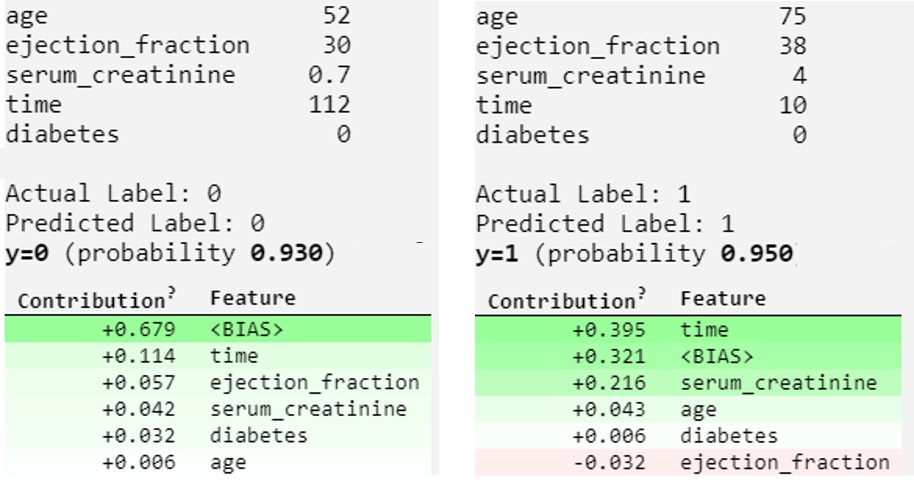 age 52
ejection_fraction 30
serum_creatinine 0.7
time 112
diabetes 0
Actual Label: 0
Predicted Label: 0
y=0 (probability 0.930)
Contribution? Feature
+0.679 <BIAS>
+0.114 time
+0.057 ejection_fraction
+0.042 serum_creatinine
+0.032 diabetes
+0.006 age
age 75
ejection_fraction 38
serum_creatinine 4
time 10
diabetes 0
Actual Label: 1
Predicted Label: 1
y=1 (probability 0.950
Contribution? Feature
+0.395 time
+0.321 <BIAS>
+0.216 serum_creatinine
+0.043 age
+0.006 diabetes
-0.032 ejection_fraction